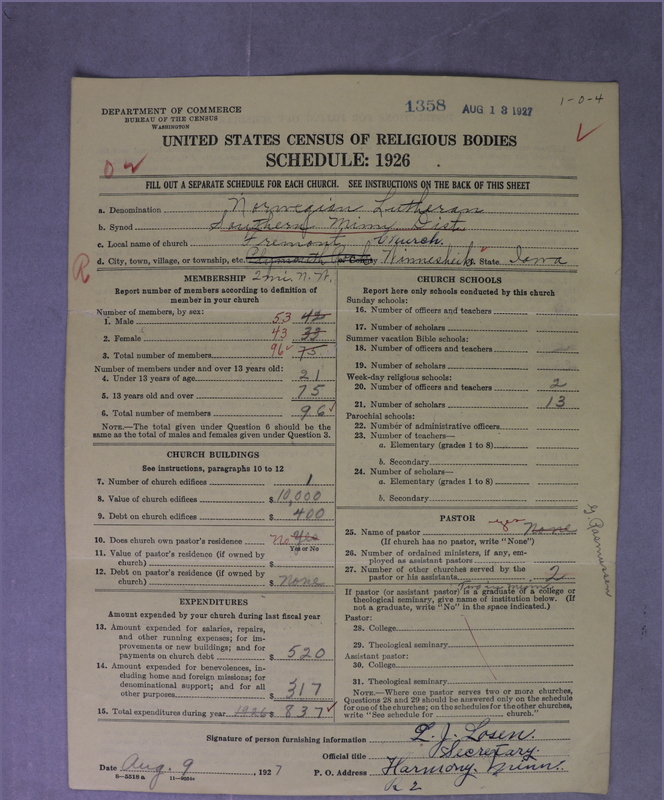 1-0-4
1358 AUG 13 1927
DEPARTMENT OF COMMERCE
BUREAU OF THE CENSUS
WASHINGTON
UNITED STATES CENSUS OF RELIGIOUS BODIES
SCHEDULE: 1926
FILL OUT A SEPARATE SCHEDULE FOR EACH CHURCH. SEE INSTRUCTIONS ON THE BACK OF THIS SHEET
a. Denomination Norwegian Lutheran
b. Synod Southern Minn Dist
c. Local name of church Fremont Church.
d. City, town, village, or township, etc. County Winneshiek State Iowa
R
MEMBERSHIP 2 mi. N.W.
Report number of members according to definition of
member in your church
Number of members, by sex:
1. Male 53 42
2. Female 43 33
3. Total number of members 96 75
Number of members under and over 13 years old:
4. Under 13 years of age 21
5. 13 years old and over 75
6. Total number of members 96
NOTE.—The total given under Question 6 should be the
same as the total of males and females given under Question 3.
CHURCH BUILDINGS
See instructions, paragraphs 10 to 12
7. Number of church edifices 1
8. Value of church edifices $10,000
9. Debt on church edifices $400
10. Does church own pastor's residence no Yes
Yes or No
11. Value of pastor's residence (if owned by
church) $
12. Debt on pastor's residence (if owned by
church) $ None
EXPENDITURES
Amount expended by your church during last fiscal year
13. Amount expended for salaries, repairs,
and other running expenses; for im-
provements or new buildings; and for
payments on church debt $520
14. Amount expended for benevolences, in-
cluding home and foreign missions; for
denominational support; and for all
other purposes $317
15. Total expenditures during year 1926 $837
CHURCH SCHOOLS
Report here only schools conducted by this church
Sunday schools:
16. Number of officers and teachers
17. Number of scholars
Summer vacation Bible schools:
18. Number of officers and teachers
19. Number of scholars
Week-day religious schools:
20. Number of officers and teachers 2
21. Number of scholars 13
Parochial schools:
22. Number of administrative officers
23. Number of teachers—
a. Elementary (grades 1 to 8)
b. Secondary
24. Number of scholars—
a. Elementary (grades 1 to 8)
b. Secondary
PASTOR
25. Name of pastor yes None
G Rasmussen
(If church has no pastor, write "None")
26. Number of ordained ministers, if any, em-
ployed as assistant pastors
27. Number of other churches served by the
pastor or his assistants 2
If pastor (or assistant pastor) is a graduate of a college or
theological seminary, give name of institution below. (If
not a graduate, write "No" in the space indicated.)
Pastor:
28. College
29. Theological seminary
Assistant pastor:
30. College
31. Theological seminary
NOTE.—Where one pastor serves two or more churches,
Questions 28 and 29 should be answered only on the schedule
for one of the churches; on the schedules for the other churches,
write "See schedule for church."
Signature of person furnishing information T. J. Losen.
Official title Secretary.
Date Aug. 9, 1927 P. O. Address Harmony, Minn.
R 2